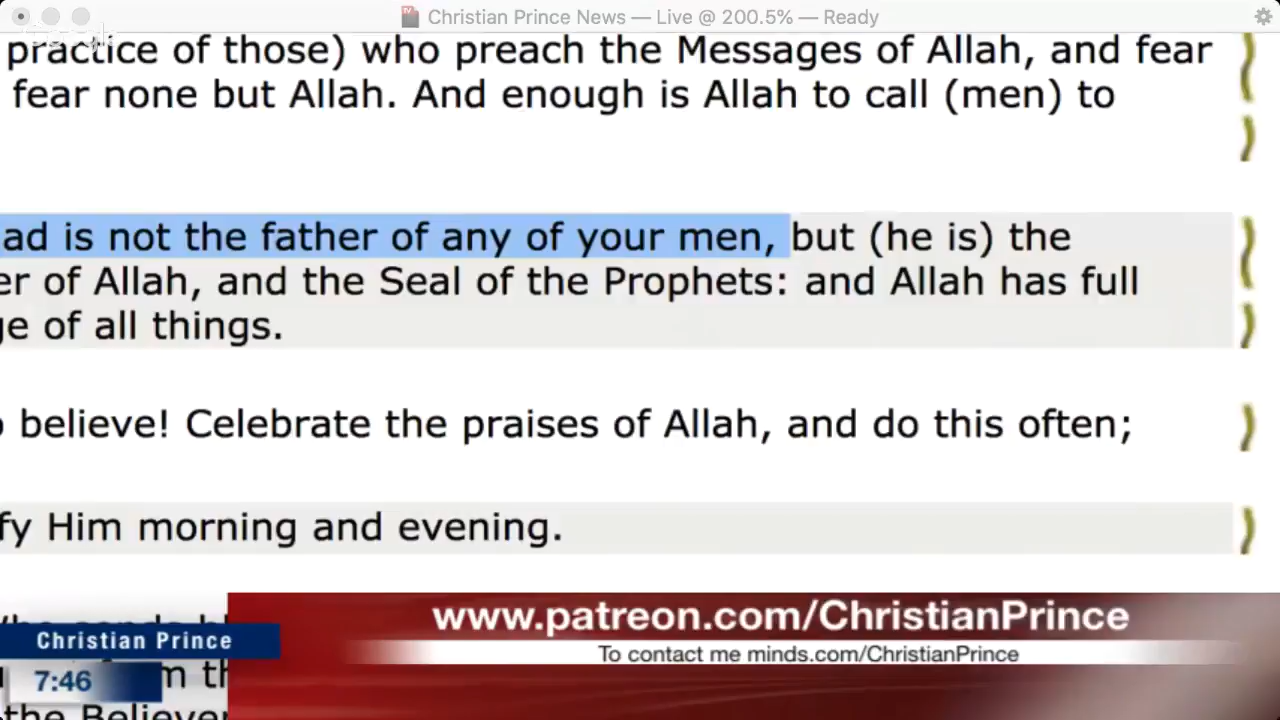 Christian Prince News — Live @ 200.5% — Ready
Google
practice of those) who preach the Messages of Allah, and fear
fear none but Allah. And enough is Allah to call (men) to
ad is not the father of any of your men, but (he is) the
er of Allah, and the Seal of the Prophets: and Allah has full
ge of all things.
believe! Celebrate the praises of Allah, and do this often;
fy Him morning and evening.
www.patreon.com/ChristianPrince
Christian Prince
To contact me minds.com/ChristianPrince
7:46
m th
the Believer